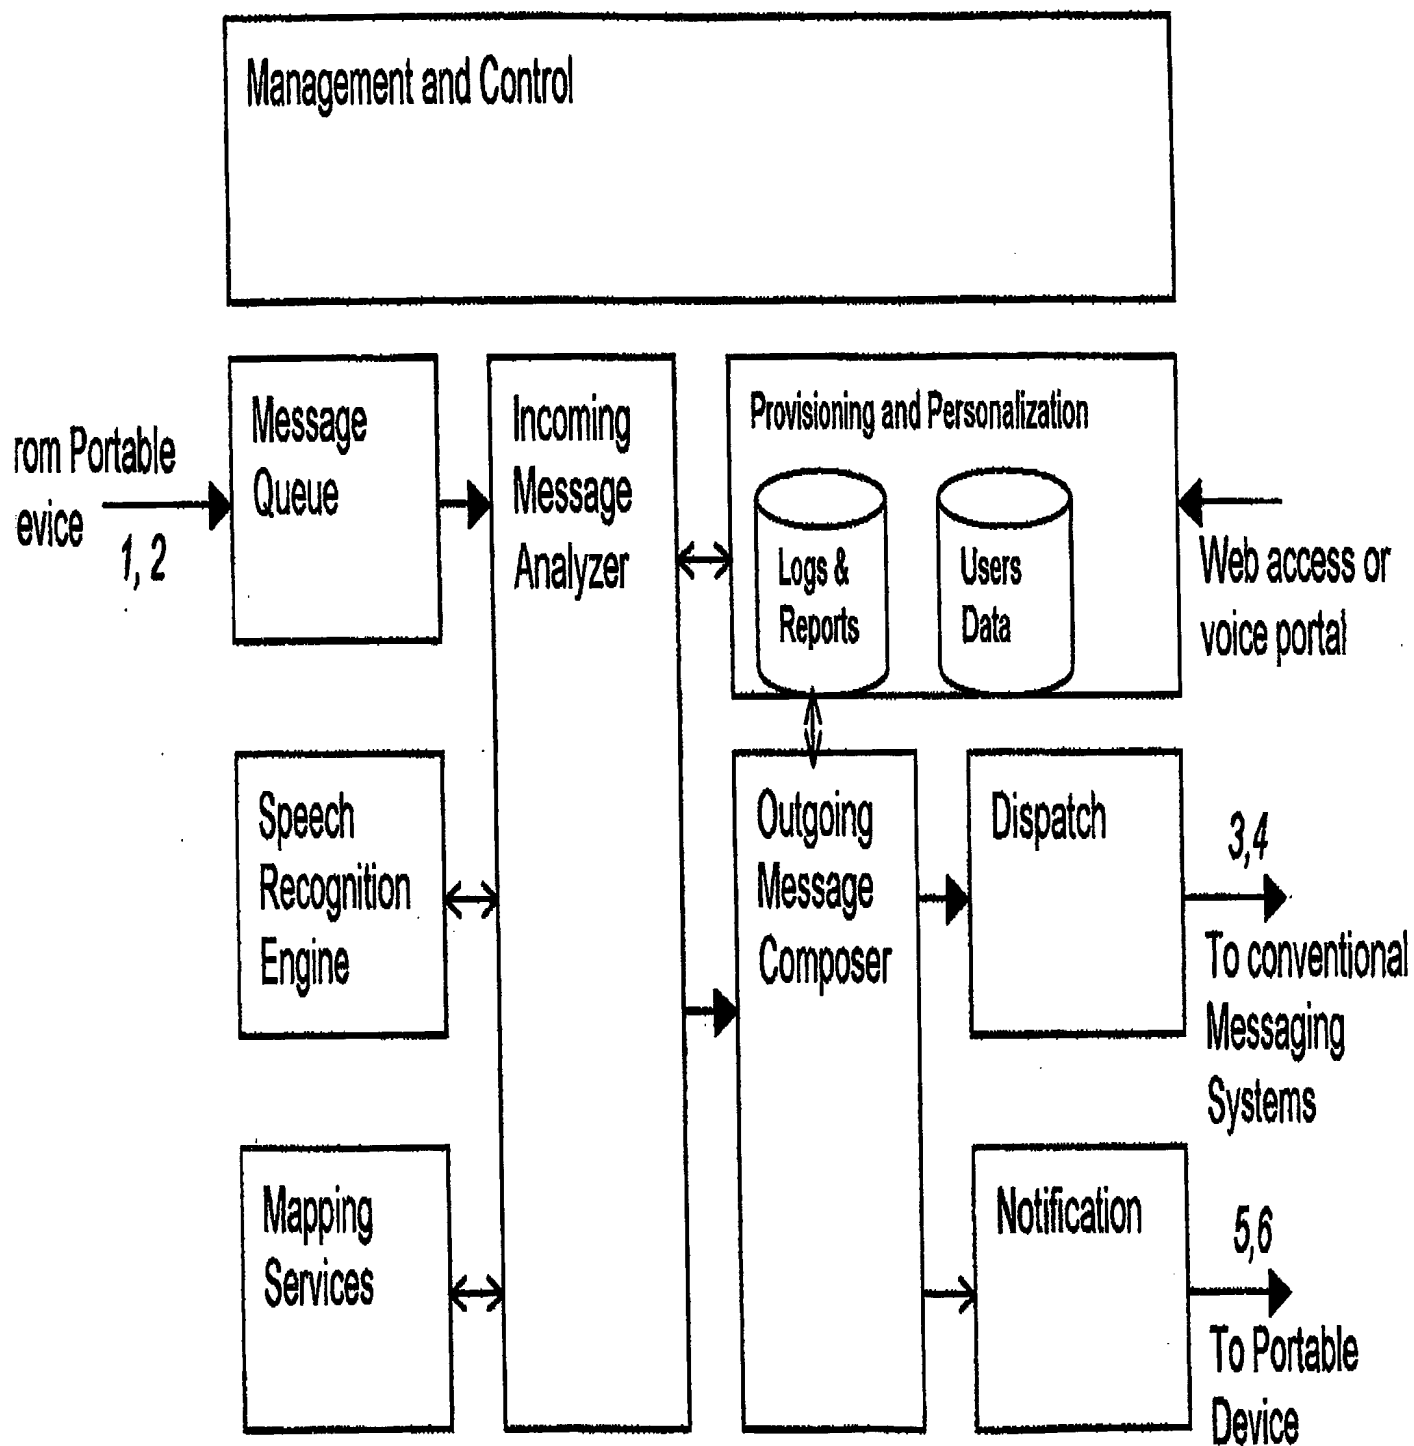 Management and Control
Message
Queue
rom Portable
evice
1, 2
Incoming
Message
Analyzer
Provisioning and Personalization
Logs &
Reports
Users
Data
Web access or
voice portal
Speech
Recognition
Engine
Outgoing
Message
Composer
Dispatch
3,4
To conventional
Messaging
Systems
Mapping
Services
Notification
5,6
To Portable
Device